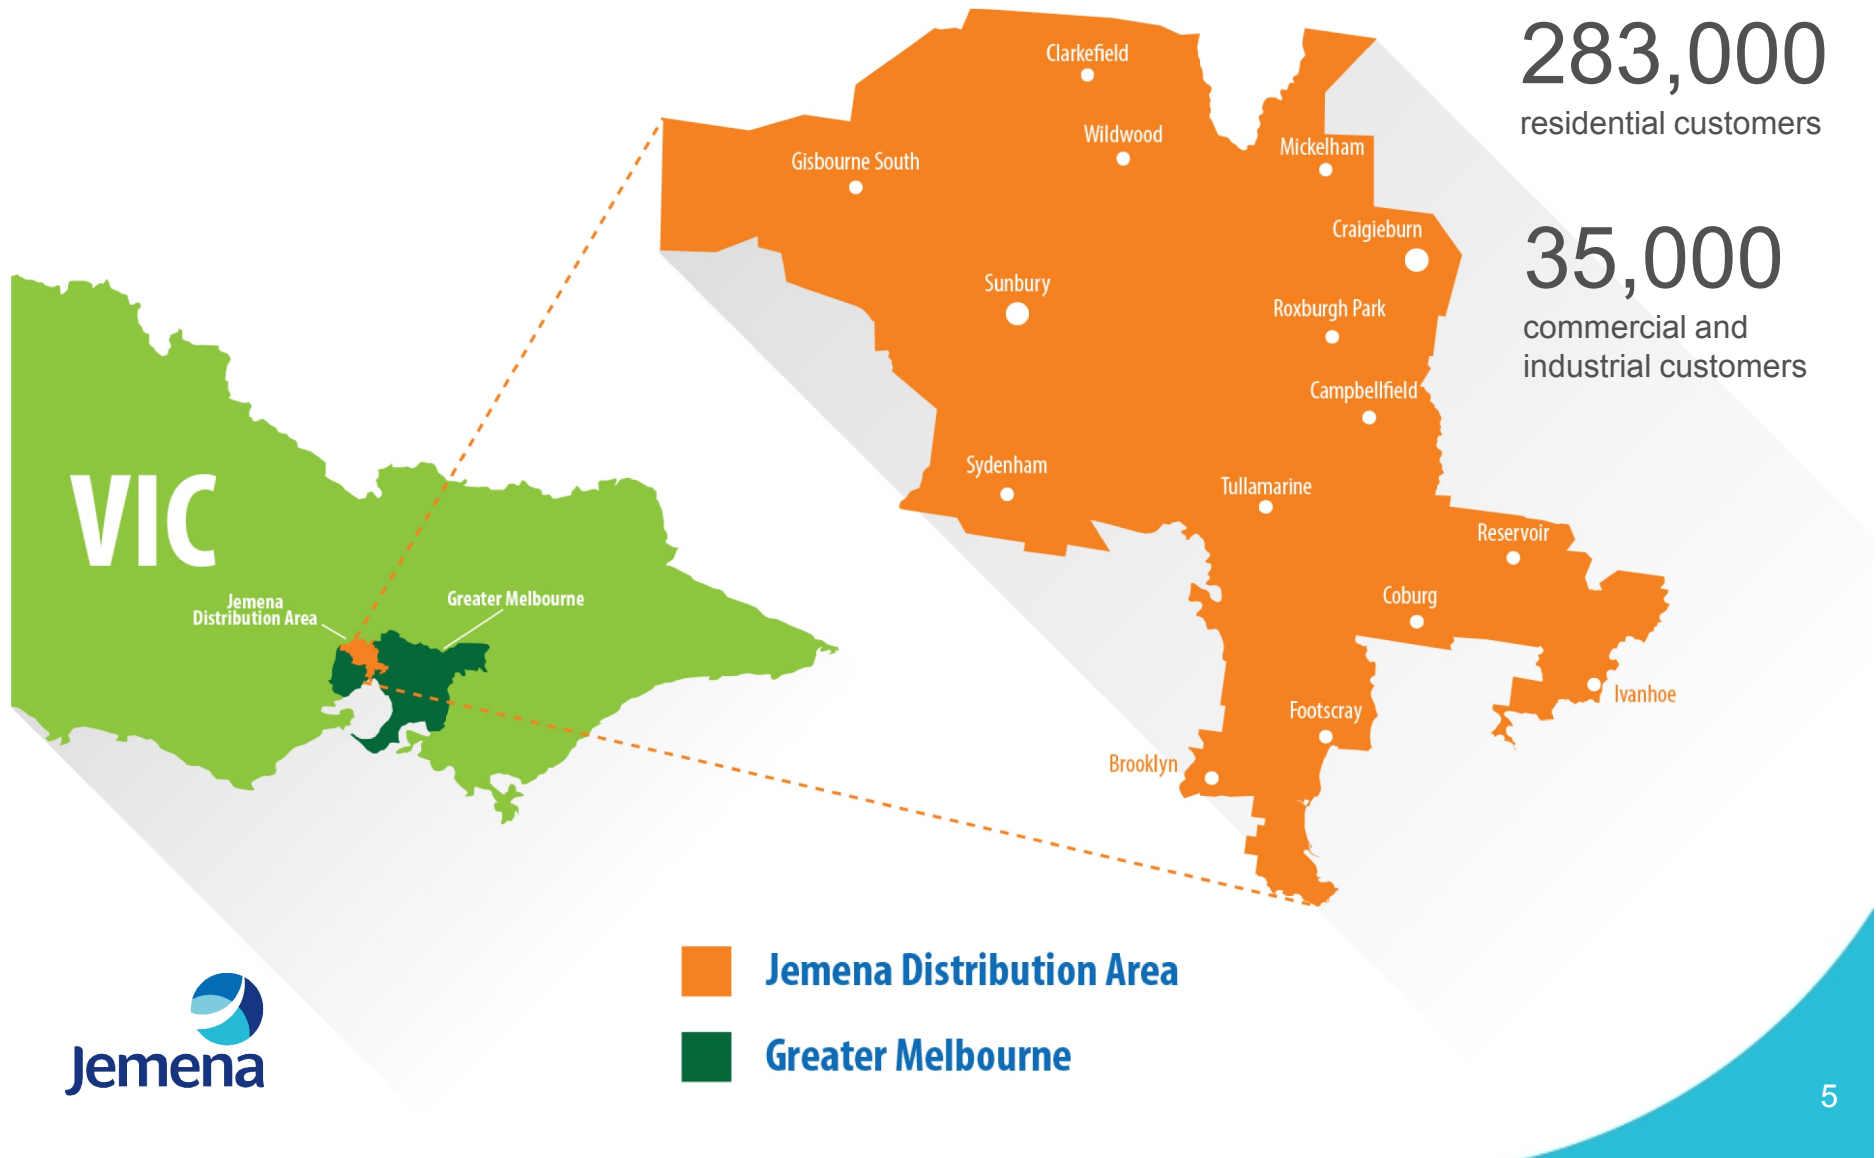 283,000
residential customers
35,000
commercial and
industrial customers
Clarkefield
Wildwood
Mickelham
Gisbourne South
Craigieburn
Sunbury
Roxburgh Park
Campbellfield
Sydenham
Tullamarine
Reservoir
Coburg
Ivanhoe
Footscray
Brooklyn
VIC
Jemena
Distribution Area
Greater Melbourne
Jemena Distribution Area
Greater Melbourne
Jemena
5